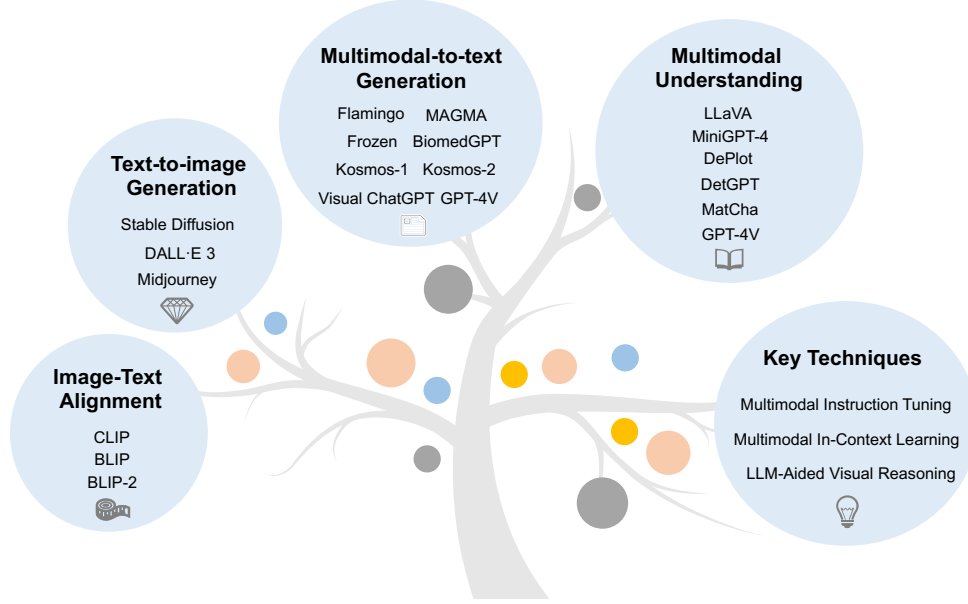 Multimodal-to-text
Generation
Flamingo MAGMA
Frozen BiomedGPT
Kosmos-1 Kosmos-2
Visual ChatGPT GPT-4V
Multimodal
Understanding
LLaVA
MiniGPT-4
DePlot
DetGPT
MatCha
GPT-4V
Text-to-image
Generation
Stable Diffusion
DALL·E 3
Midjourney
Image-Text
Alignment
CLIP
BLIP
BLIP-2
Key Techniques
Multimodal Instruction Tuning
Multimodal In-Context Learning
LLM-Aided Visual Reasoning